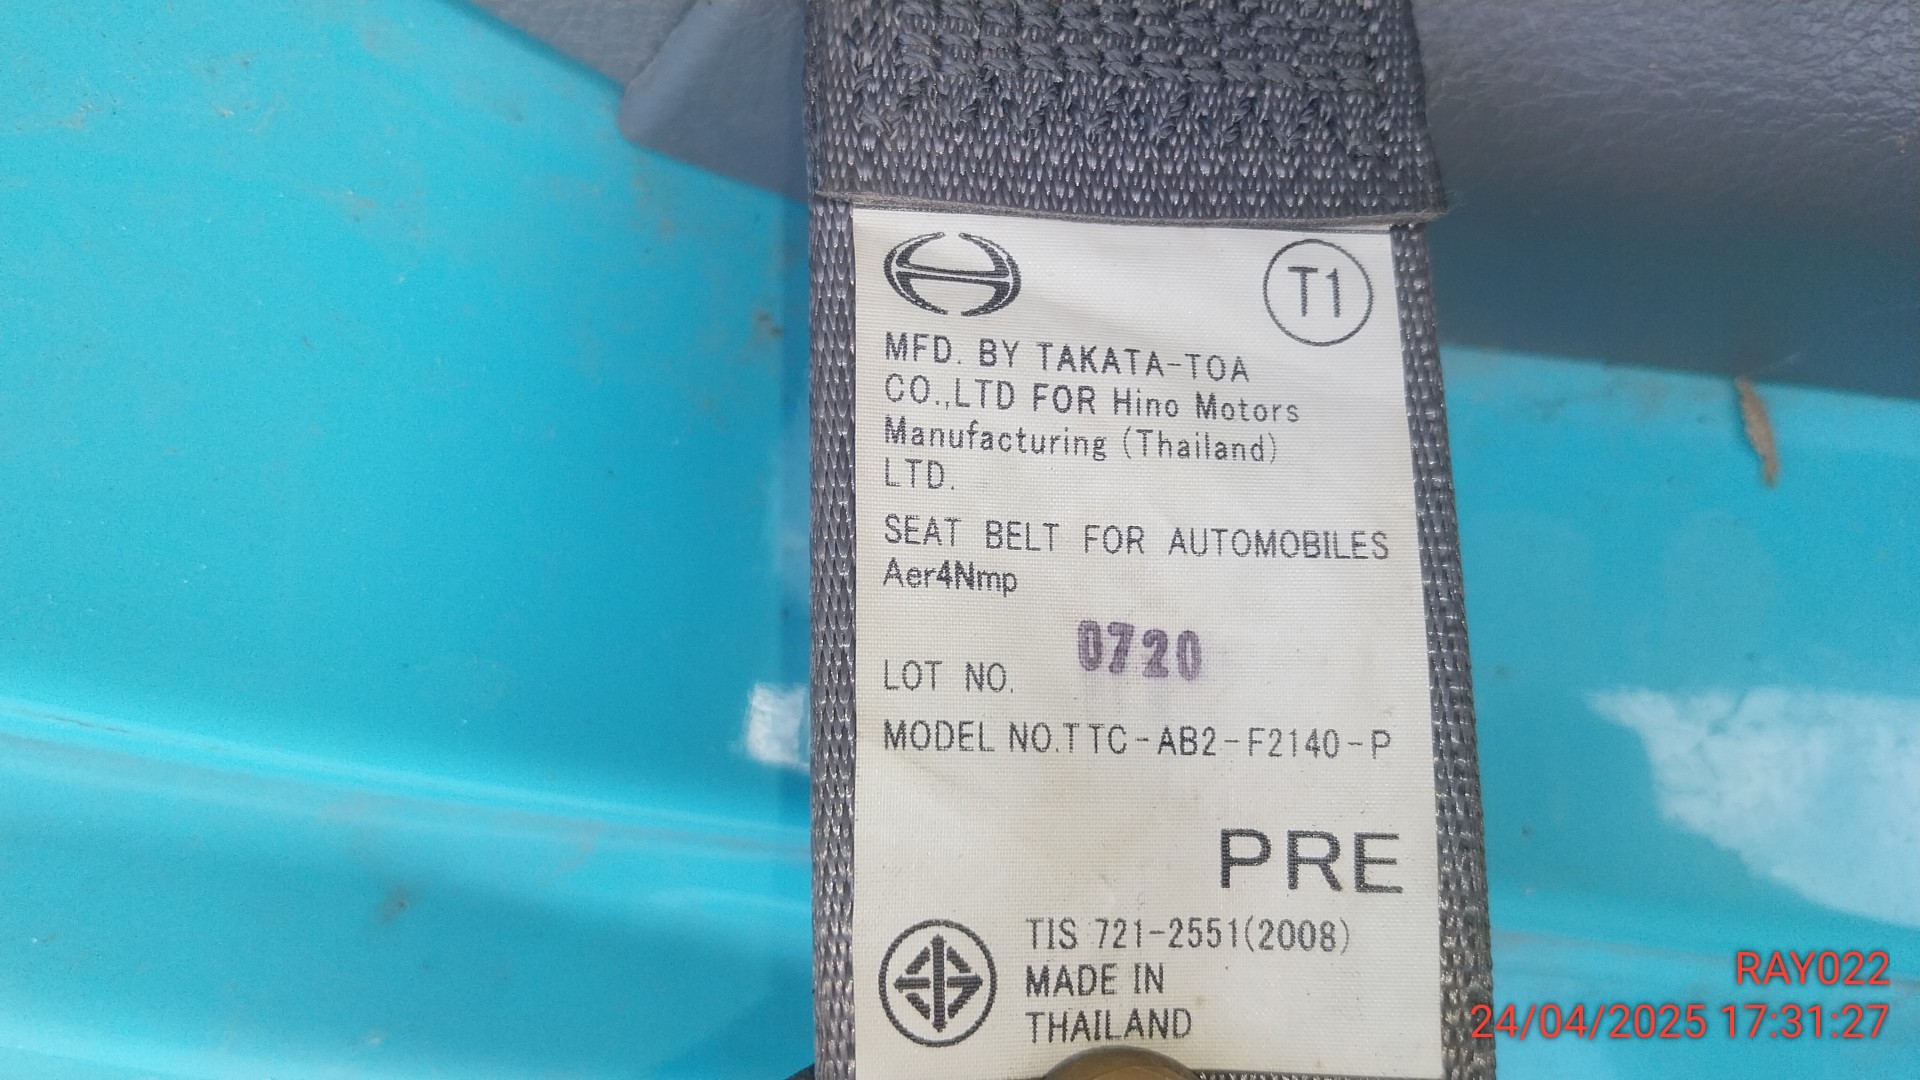 T1
MFD. BY TAKATA-TOA
CO.,LTD FOR Hino Motors
Manufacturing (Thailand)
LTD.
SEAT BELT FOR AUTOMOBILES
Aer4Nmp
LOT NO. 0720
MODEL NO.TTC-AB2-F2140-P
PRE
TIS 721-2551(2008)
MADE IN
THAILAND
RAY022
24/04/2025 17:31:27